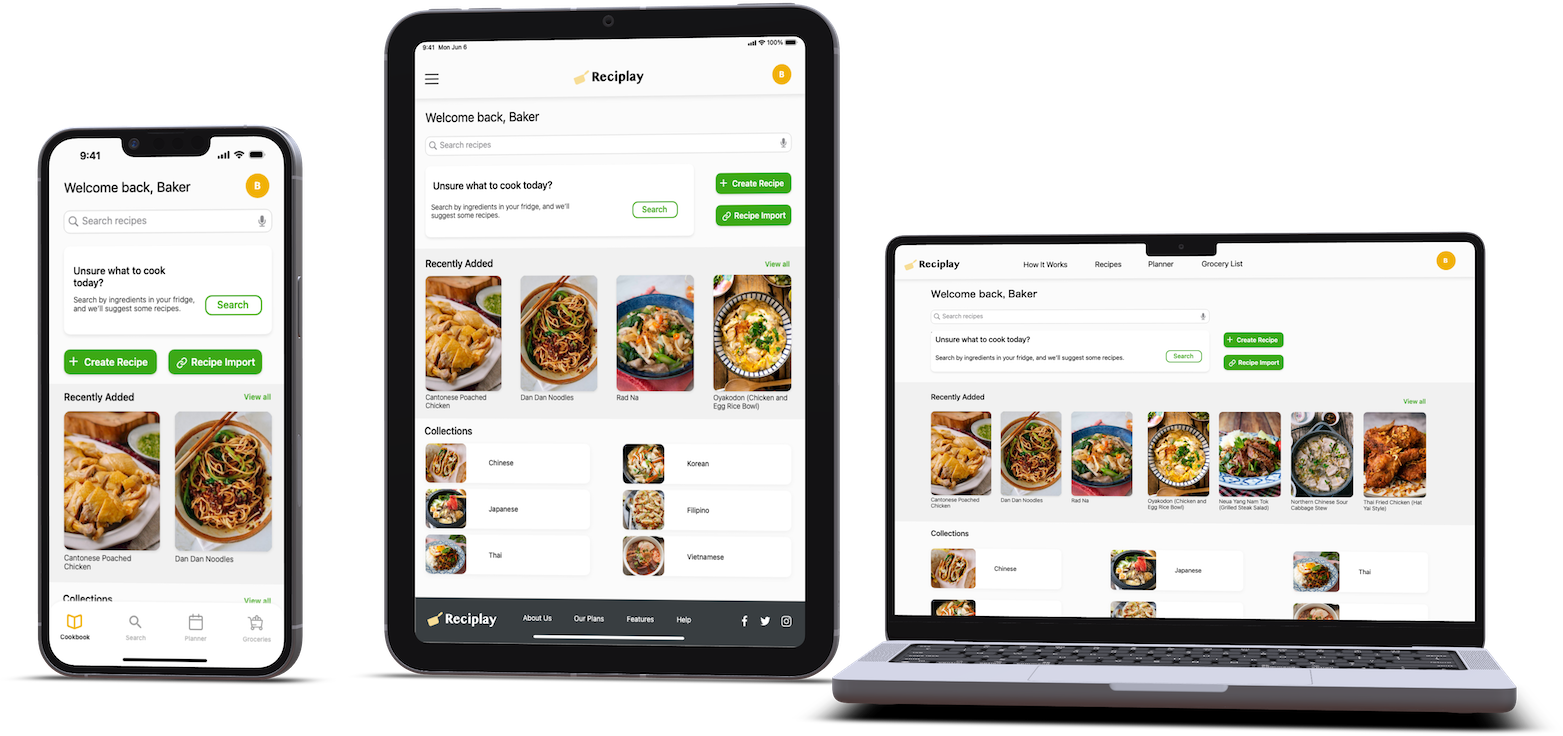 9:41
Welcome back, Baker
B
Search recipes
Unsure what to cook
today?
Search by ingredients in your fridge,
and we'll suggest some recipes.
Search
+ Create Recipe
Recipe Import
Recently Added
View all
Cantonese Poached
Chicken
Dan Dan Noodles
Collections
View all
Cookbook
Search
Planner
Groceries
9:41 Mon Jun 6
100%
Reciplay
B
Welcome back, Baker
Search recipes
Unsure what to cook today?
Search by ingredients in your fridge, and we'll
suggest some recipes.
Search
+ Create Recipe
Recipe Import
Recently Added
View all
Cantonese Poached
Chicken
Dan Dan Noodles
Rad Na
Oyakodon (Chicken and
Egg Rice Bowl)
Collections
Chinese
Korean
Japanese
Filipino
Thai
Vietnamese
Reciplay
About Us
Our Plans
Features
Help
Reciplay
How It Works
Recipes
Planner
Grocery List
B
Welcome back, Baker
Search recipes
Unsure what to cook today?
Search by ingredients in your fridge, and we'll suggest some recipes.
Search
+ Create Recipe
Recipe Import
Recently Added
View all
Cantonese Poached
Chicken
Dan Dan Noodles
Rad Na
Oyakodon (Chicken and
Egg Rice Bowl)
Neua Yang Nam Tok
(Grilled Steak Salad)
Northern Chinese Sour
Cabbage Stew
Thai Fried Chicken (Hat
Yai Style)
Collections
Chinese
Japanese
Thai